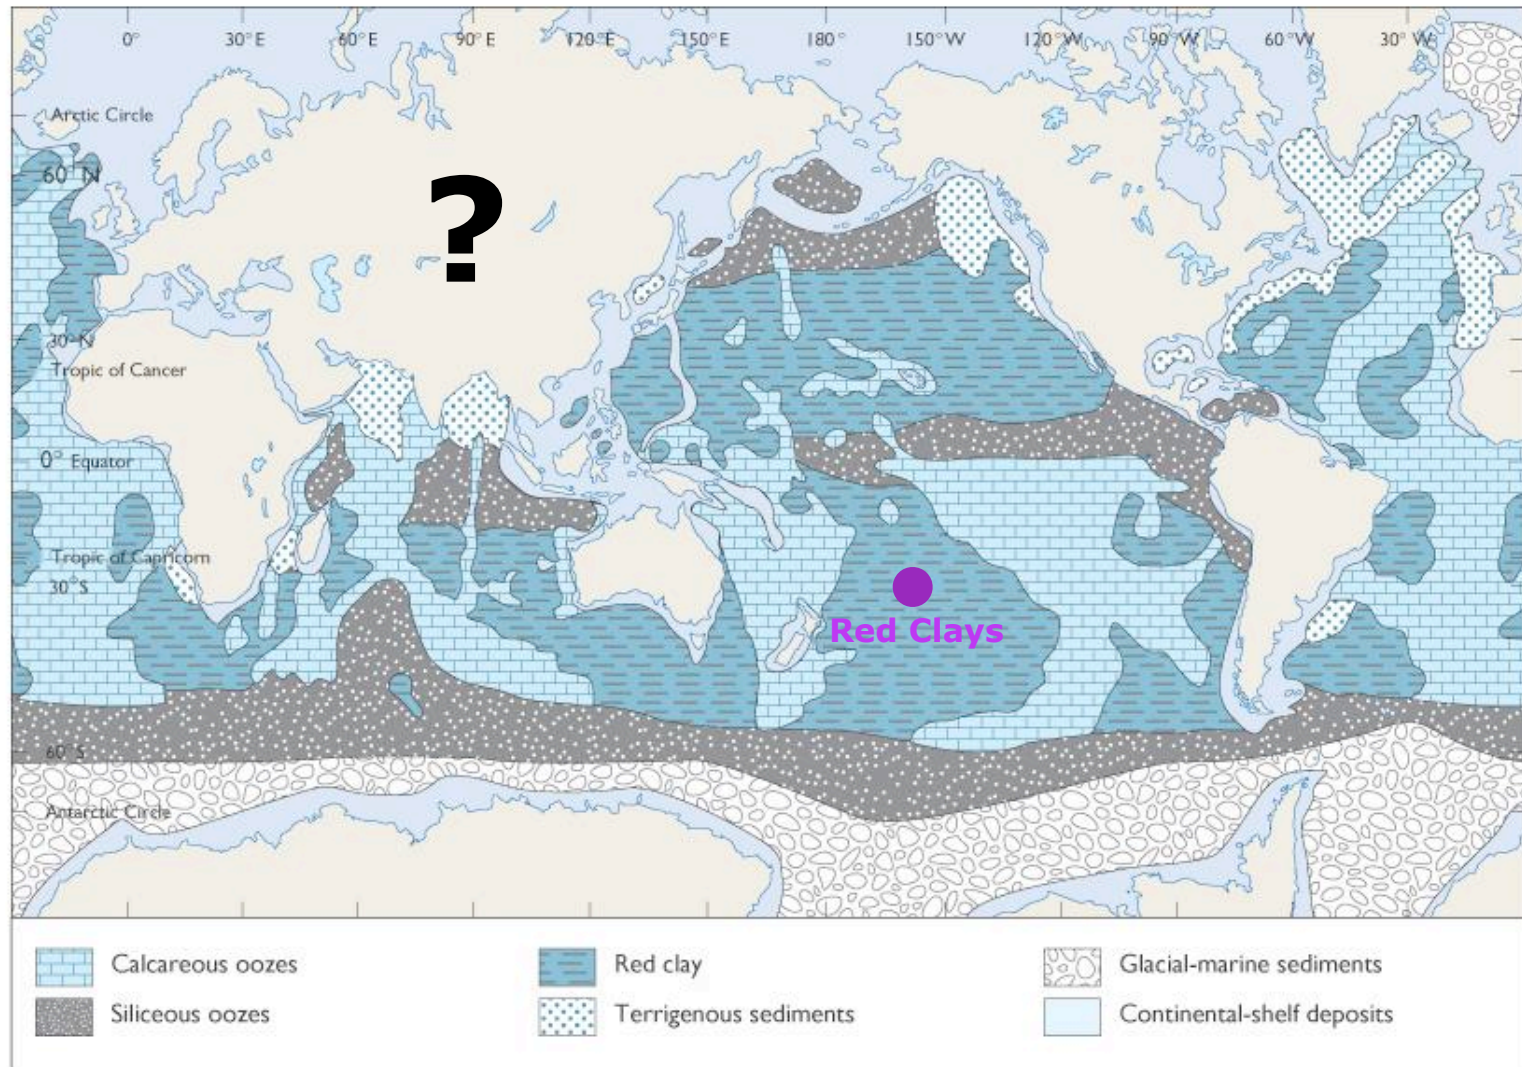 0° 30°E 60°E 90°E 120°E 150°E 180° 150°W 120°W 90°W 60°W 30°W
Arctic Circle
60° N
?
30°N
Tropic of Cancer
0° Equator
Tropic of Capricorn
30°S
Red Clays
60°S
Antarctic Circle
Calcareous oozes
Red clay
Glacial-marine sediments
Siliceous oozes
Terrigenous sediments
Continental-shelf deposits